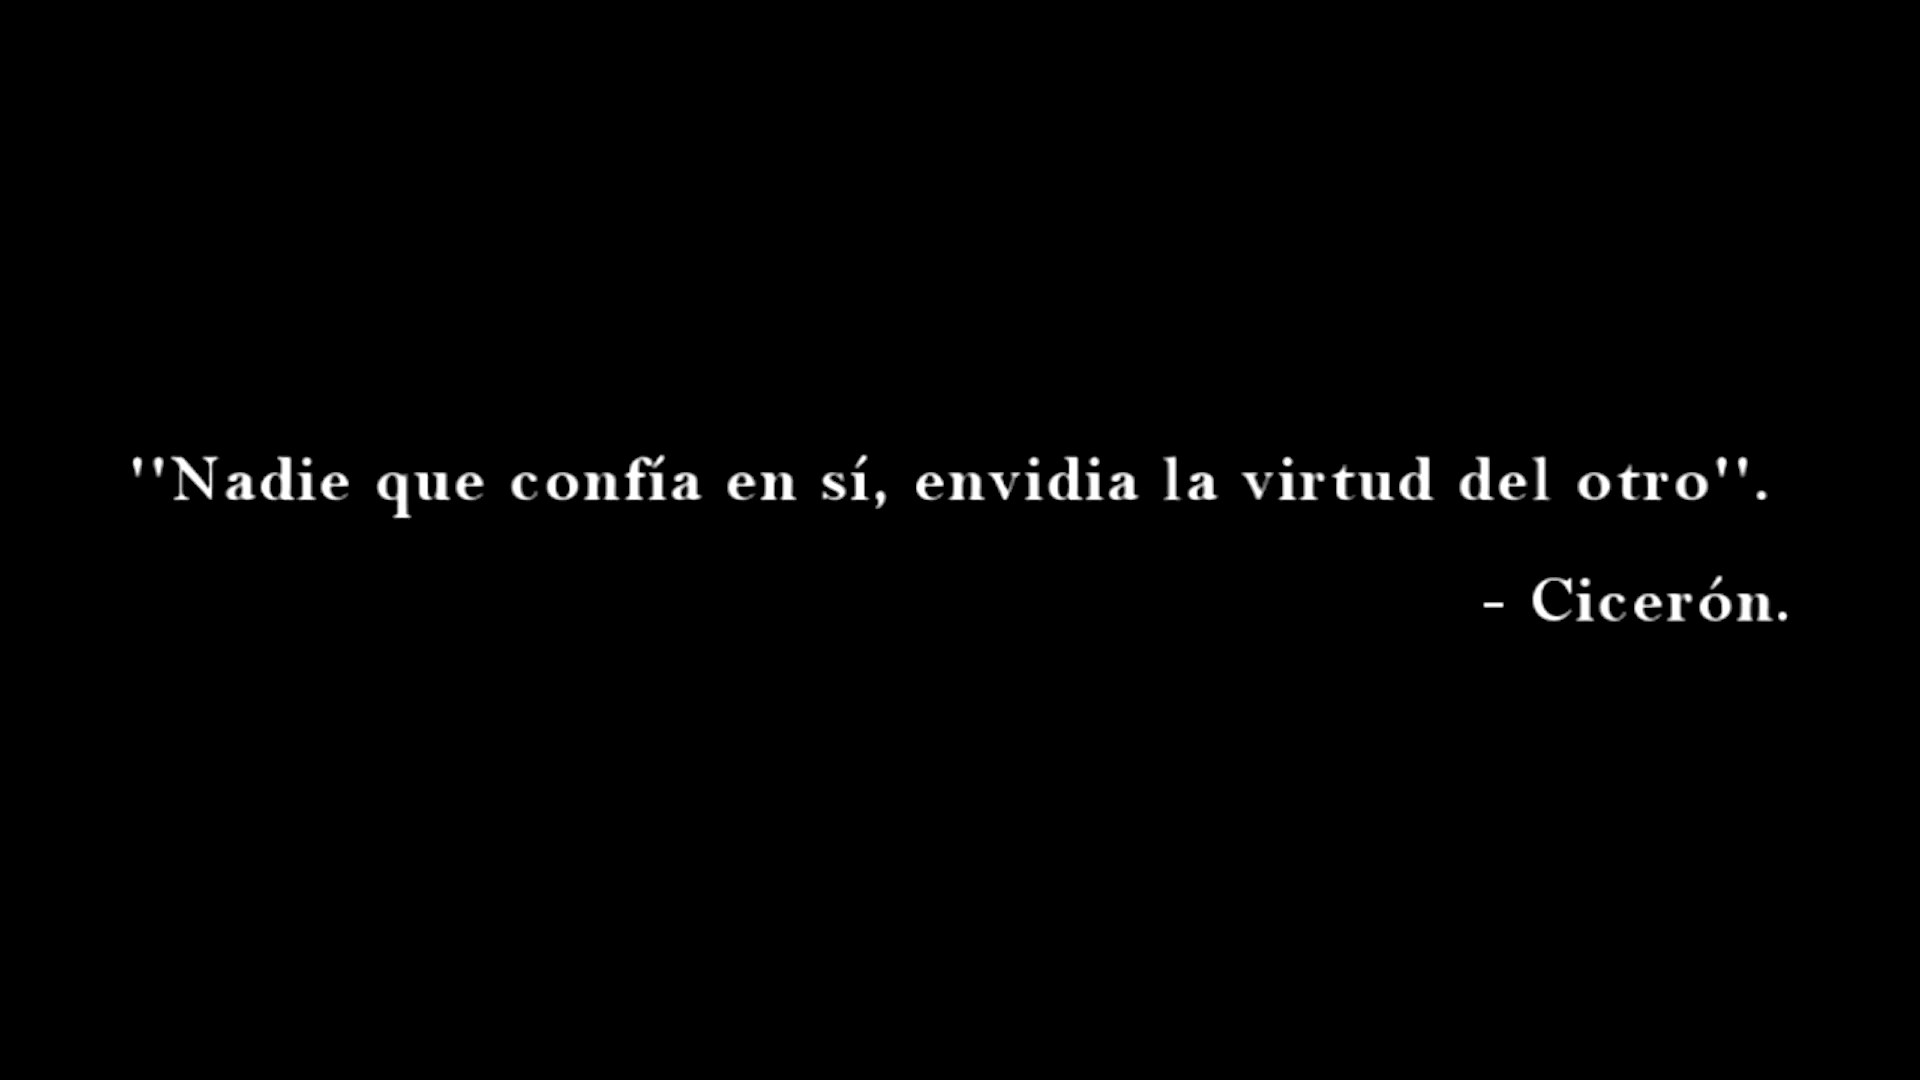 ''Nadie que confía en sí, envidia la virtud del otro''.
- Cicerón.